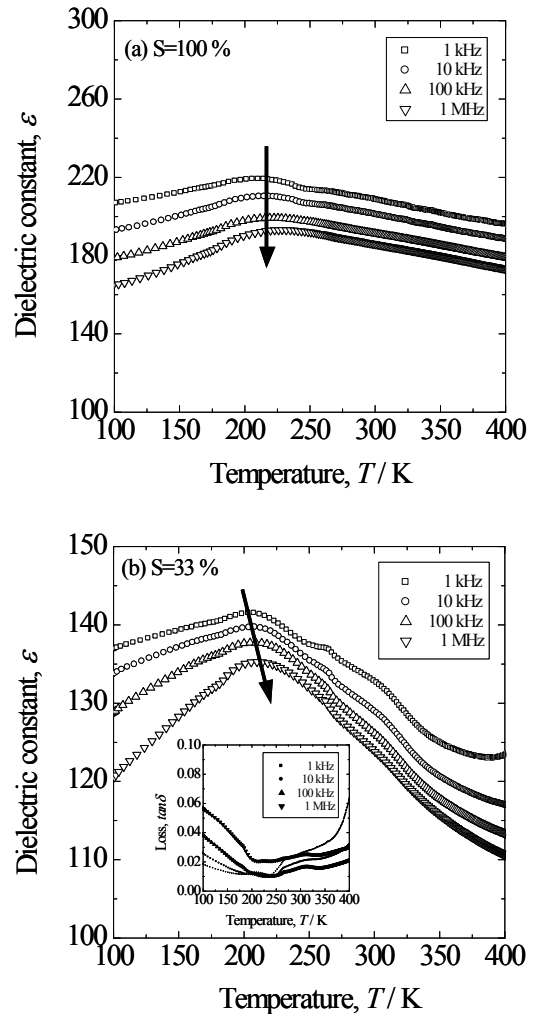 (a) S=100 %
1 kHz
10 kHz
100 kHz
1 MHz
300
260
220
180
140
100
Dielectric constant, ε
100 150 200 250 300 350 400
Temperature, T / K
(b) S=33 %
1 kHz
10 kHz
100 kHz
1 MHz
150
140
130
120
110
100
Dielectric constant, ε
0.10
0.08
0.06
0.04
0.02
0.00
Loss, tanδ
1 kHz
10 kHz
100 kHz
1 MHz
100 150 200 250 300 350 400
Temperature, T / K
100 150 200 250 300 350 400
Temperature, T / K